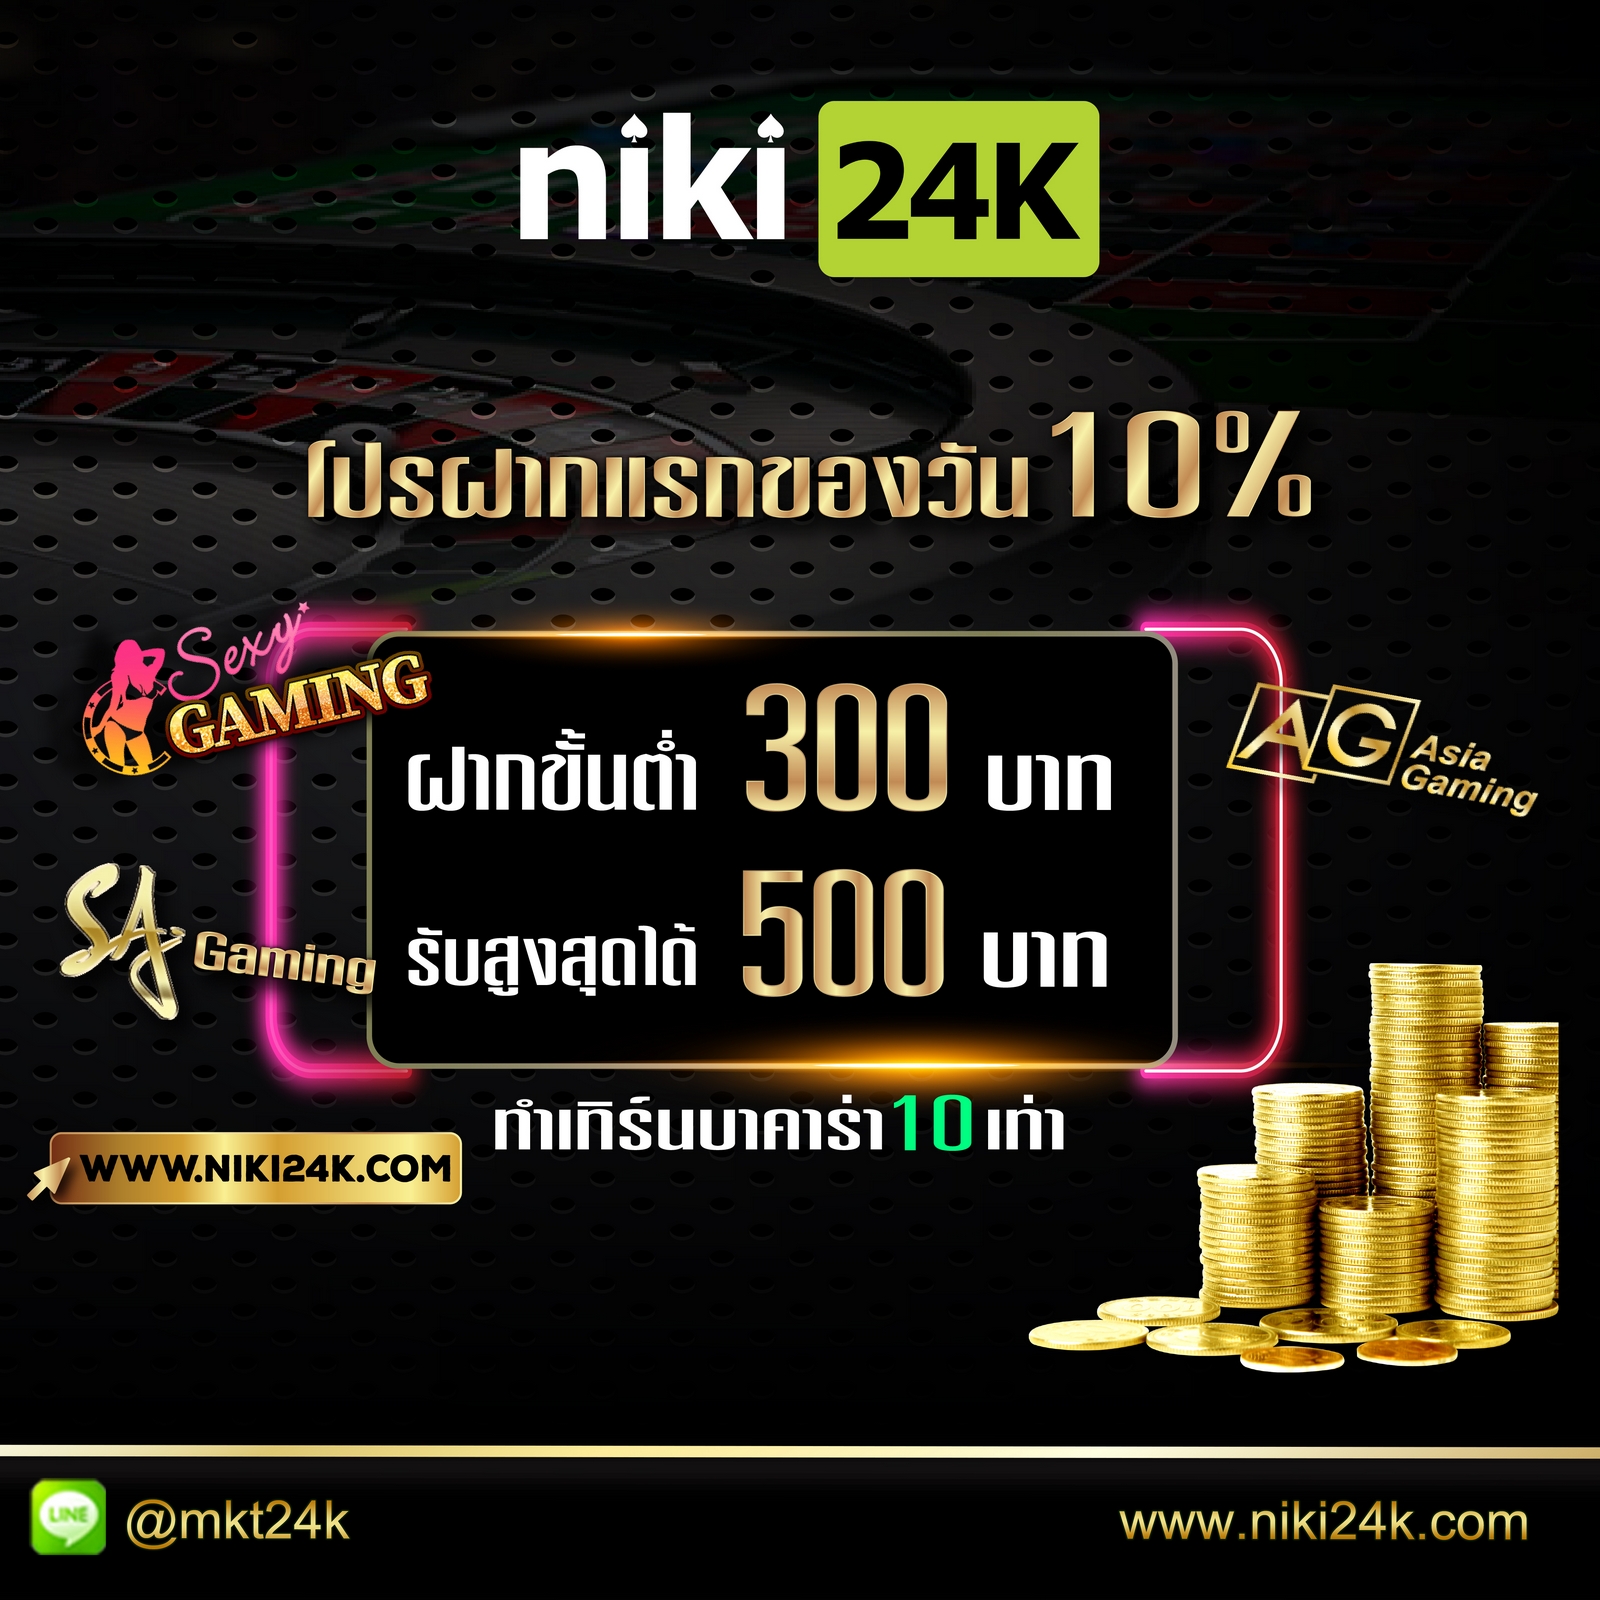 niki 24K
โปรฝากแรกของวัน 10%
Sexy
GAMING
ฝากขั้นต่ำ 300 บาท
AG Asia
Gaming
รับสูงสุดได้ 500 บาท
SA Gaming
ทำเทิร์นบาคาร่า 10 เท่า
WWW.NIKI24K.COM
LINE @mkt24k
www.niki24k.com